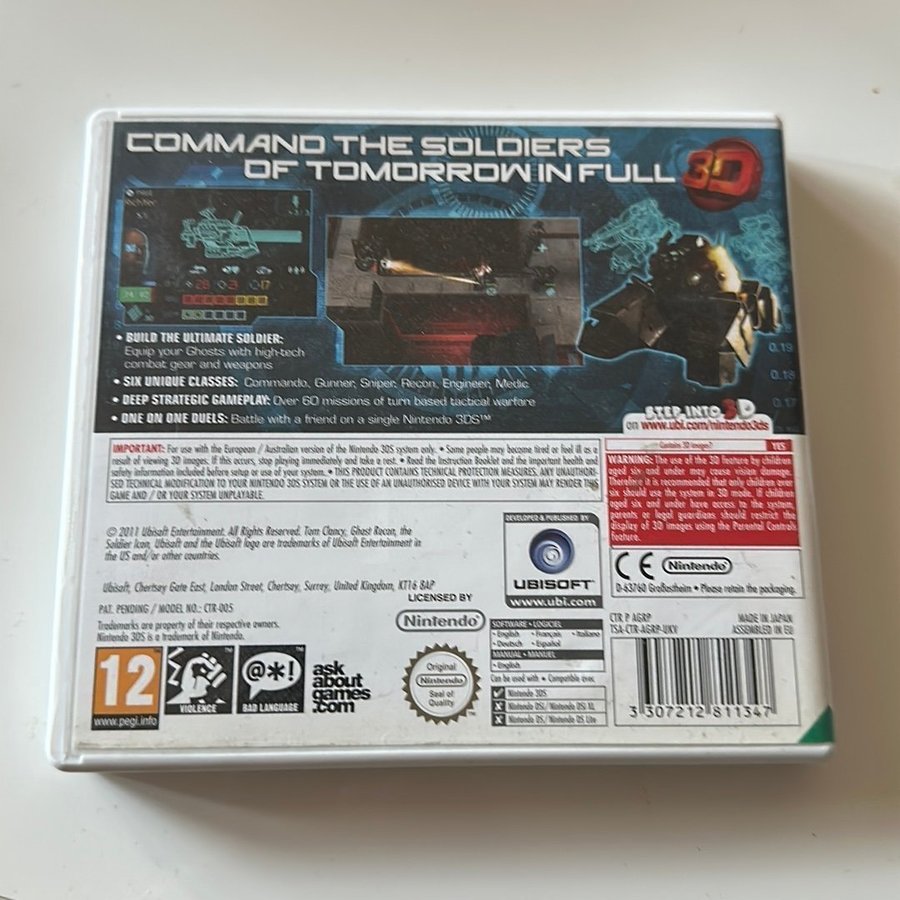 COMMAND THE SOLDIERS
OF TOMORROW IN FULL 3D
• BUILD THE ULTIMATE SOLDIER:
Equip your Ghosts with high-tech
combat gear and weapons
• SIX UNIQUE CLASSES: Commando, Gunner, Sniper, Recon, Engineer, Medic
• DEEP STRATEGIC GAMEPLAY: Over 60 missions of turn based tactical warfare
• ONE ON ONE DUELS: Battle with a friend on a single Nintendo 3DS™
0.19
0.18
0.17
STEP INTO 3D
on www.ubi.com/nintendo3ds
IMPORTANT: For use with the European / Australian version of the Nintendo 3DS system only. • Some people may become tired or feel ill as a
result of viewing 3D images. If this occurs, stop playing immediately and take a rest. • Read the Instruction Booklet and the important health and
safety information included before setup or use of your system. • THIS PRODUCT CONTAINS TECHNICAL PROTECTION MEASURES. ANY UNAUTHORI-
SED TECHNICAL MODIFICATION TO YOUR NINTENDO 3DS SYSTEM OR THE USE OF AN UNAUTHORISED DEVICE WITH YOUR SYSTEM MAY RENDER THIS
GAME AND / OR YOUR SYSTEM UNPLAYABLE.
Contains 3D images? YES
WARNING: The use of the 3D feature by children
aged six and under may cause vision damage.
Therefore it is recommended that only children over
six should use the system in 3D mode. If children
aged six and under have access to the system,
parents or legal guardians should restrict the
display of 3D images using the Parental Controls
feature.
© 2011 Ubisoft Entertainment. All Rights Reserved. Tom Clancy, Ghost Recon, the
Soldier Icon, Ubisoft and the Ubisoft logo are trademarks of Ubisoft Entertainment in
the US and/or other countries.
DEVELOPED & PUBLISHED BY
UBISOFT™
www.ubi.com
CE Nintendo
D-63760 Großostheim • Please retain the packaging.
Ubisoft, Chertsey Gate East, London Street, Chertsey, Surrey, United Kingdom, KT16 8AP
LICENSED BY
Nintendo®
PAT. PENDING / MODEL NO.: CTR-005
Trademarks are property of their respective owners.
Nintendo 3DS is a trademark of Nintendo.
SOFTWARE • LOGICIEL
• English • Français • Italiano
• Deutsch • Español
MANUAL • MANUEL
• English
Can be used with • Compatible avec
Nintendo 3DS
Nintendo DSi/ Nintendo DSi XL
Nintendo DS/ Nintendo DS Lite
CTR P AGRP MADE IN JAPAN
TSA-CTR-AGRP-UKV ASSEMBLED IN EU
3 307212 811347
12
www.pegi.info
VIOLENCE
@*!
BAD LANGUAGE
ask
about
games
.com
Original
Nintendo
Seal of
Quality